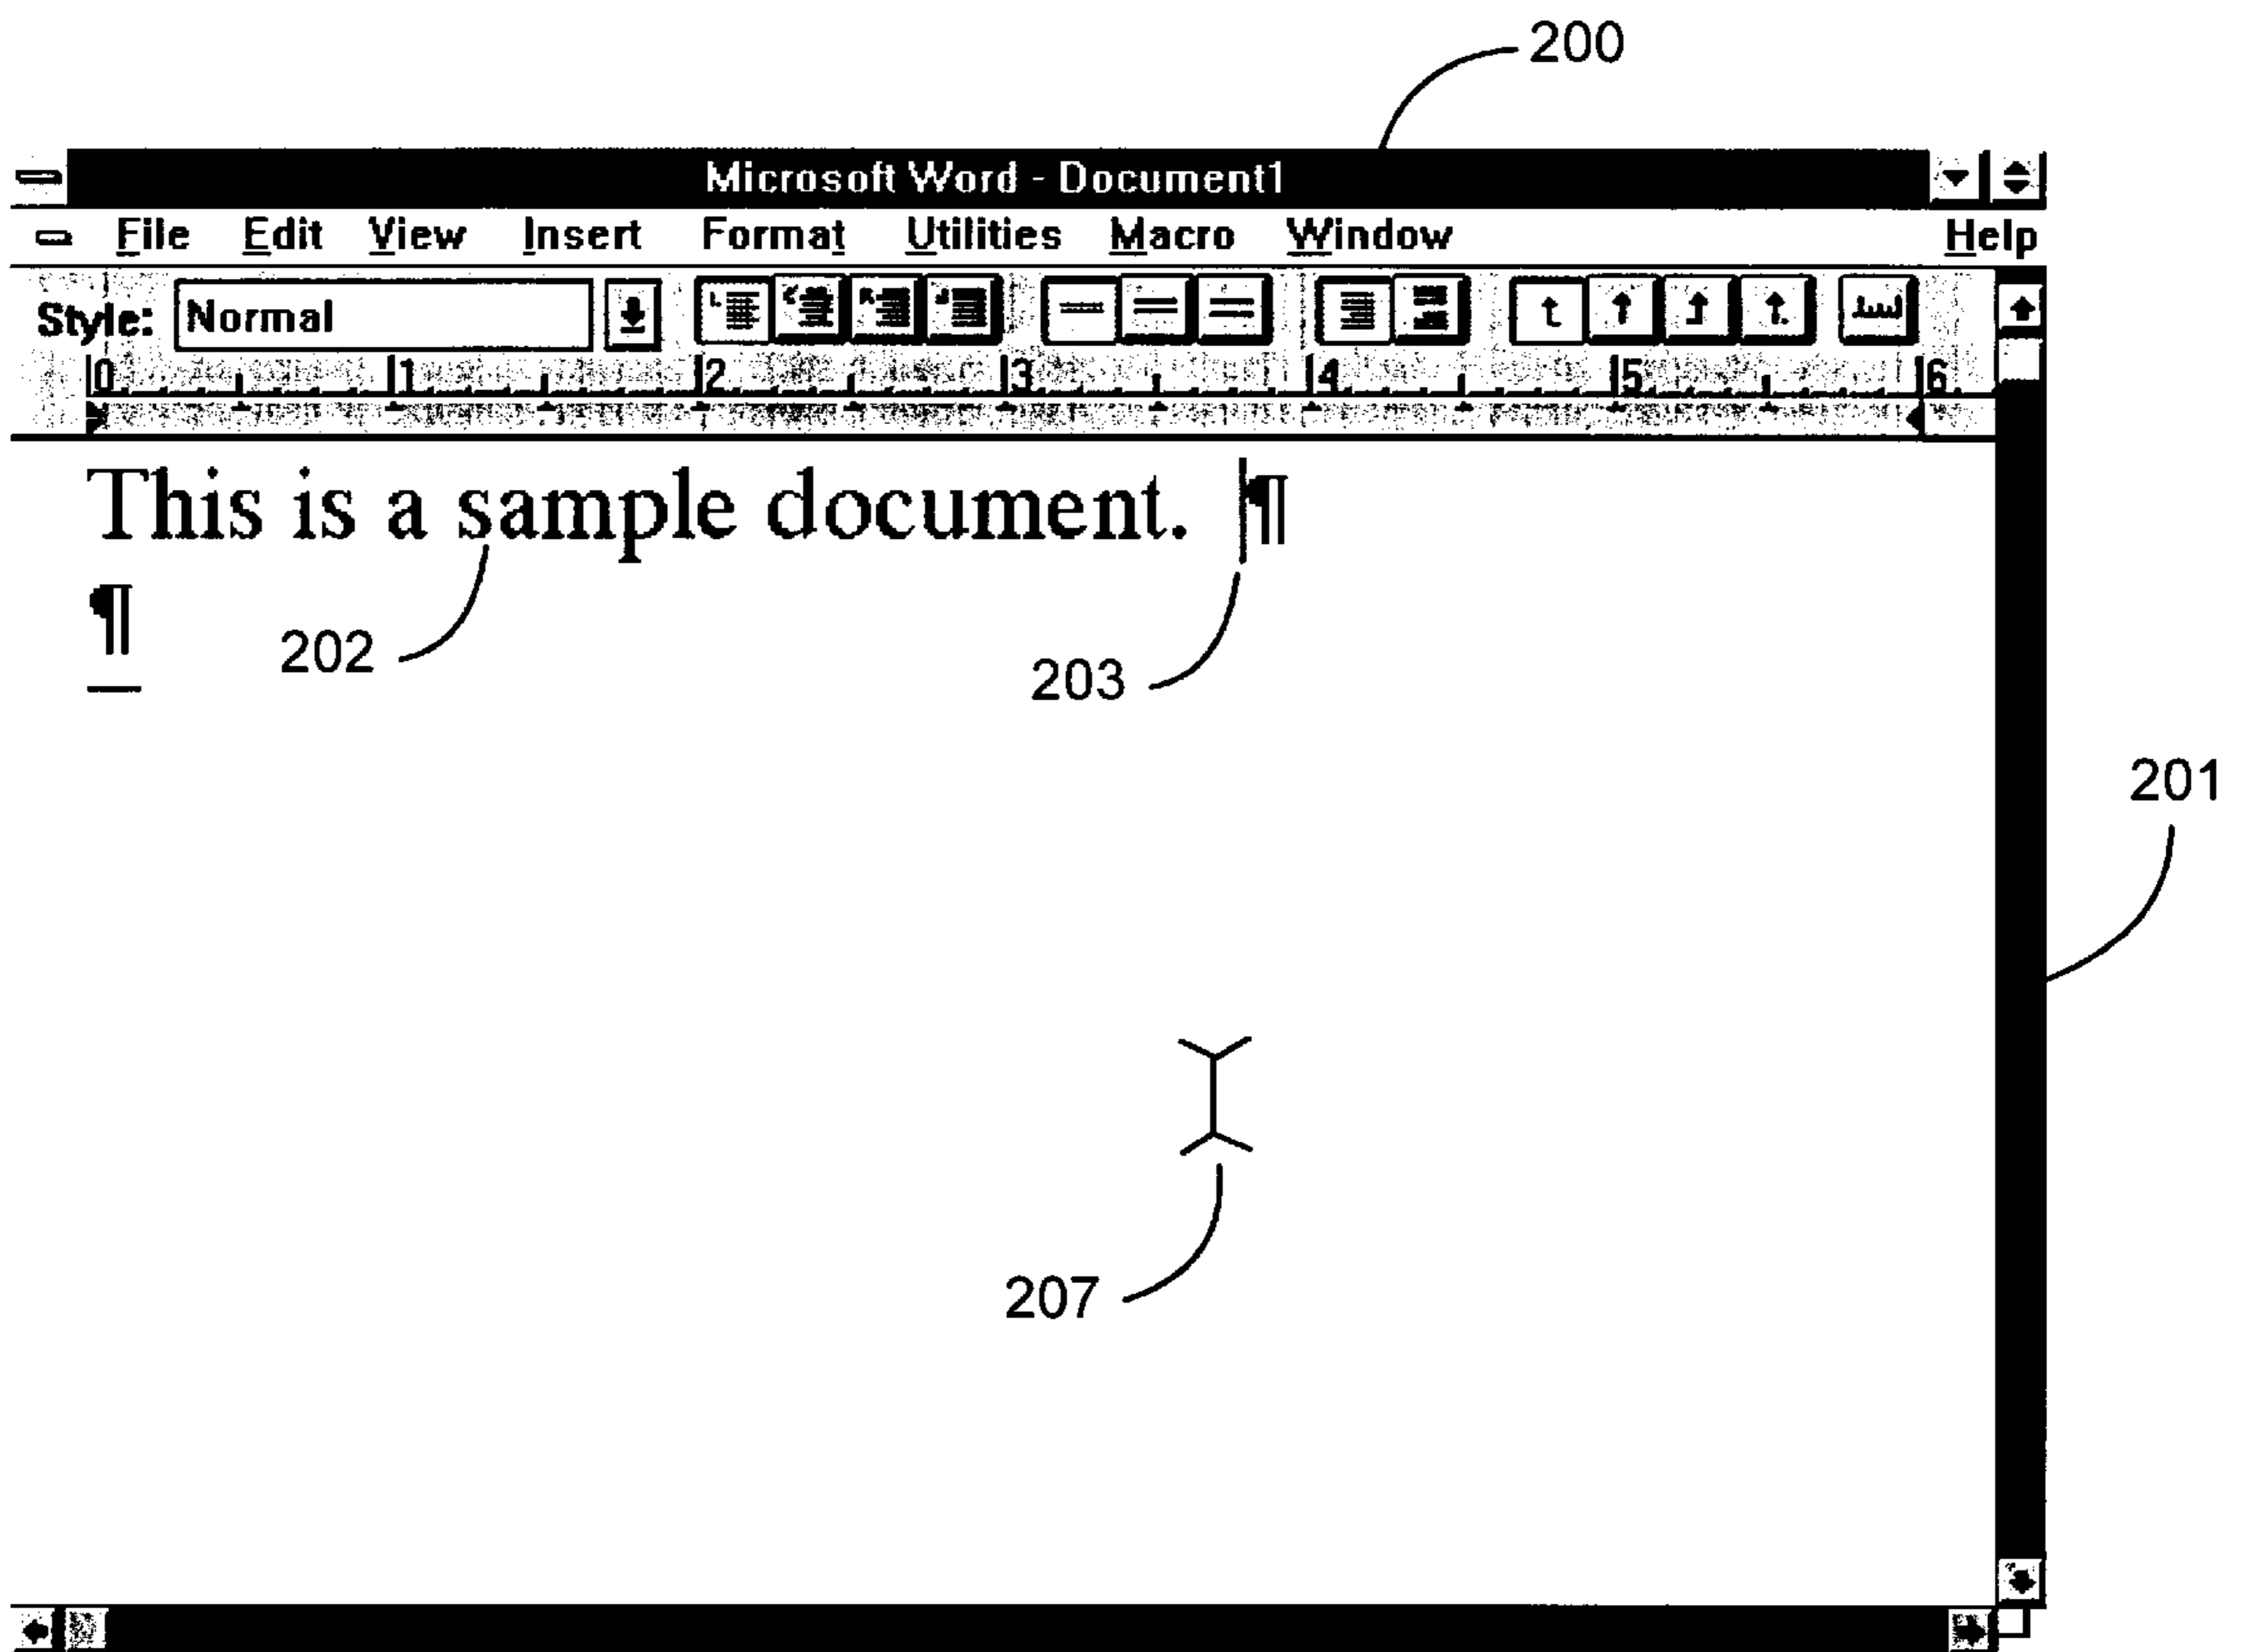 200
Microsoft Word - Document1
File Edit View Insert Format Utilities Macro Window Help
Style: Normal
0 1 2 3 4 5 6
This is a sample document. ¶
¶
202
203
201
207